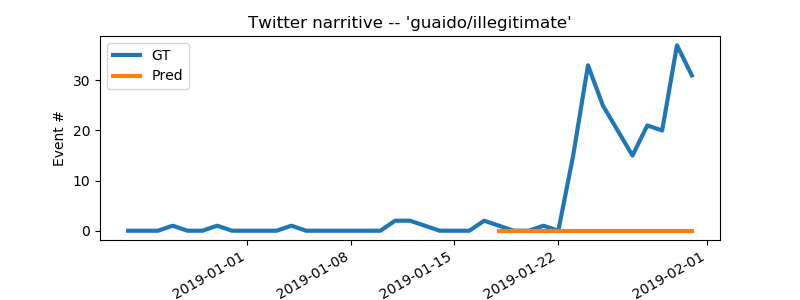 Twitter narritive -- 'guaido/illegitimate'
GT
Pred
Event #
30
20
10
0
2019-01-01
2019-01-08
2019-01-15
2019-01-22
2019-02-01